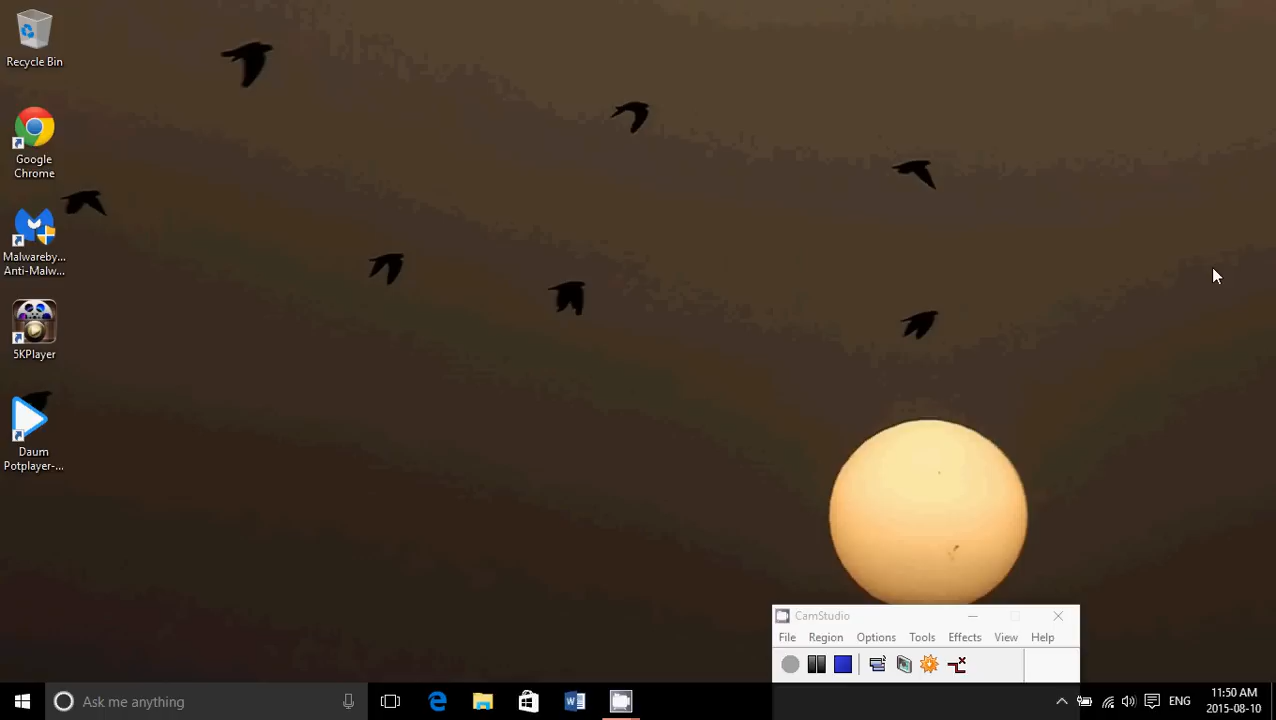 Recycle Bin
Google
Chrome
Malwareby...
Anti-Malw...
5KPlayer
Daum
Potplayer-...
CamStudio
File Region Options Tools Effects View Help
Ask me anything
ENG
11:50 AM
2015-08-10